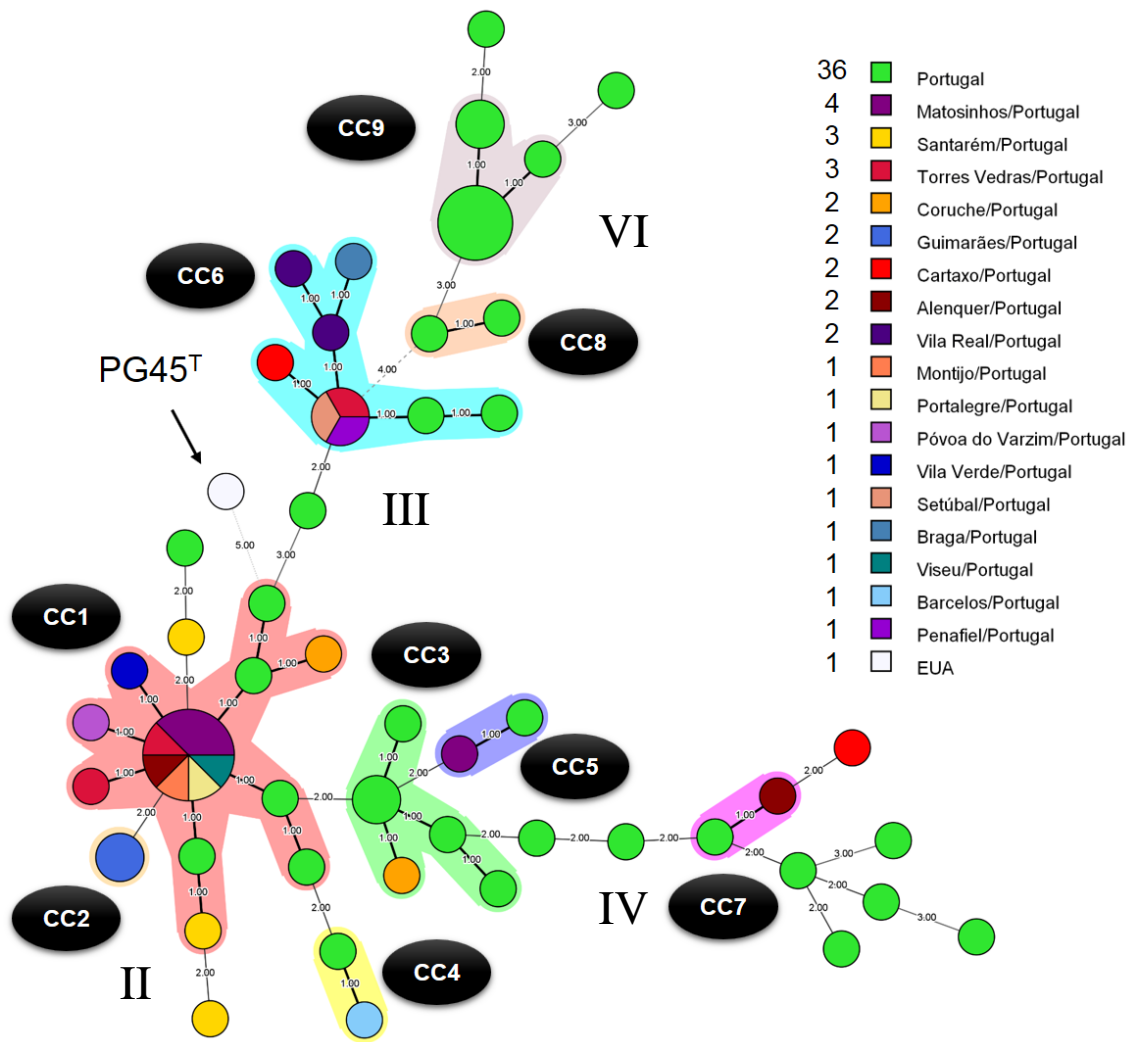 36 Portugal
4 Matosinhos/Portugal
3 Santarém/Portugal
3 Torres Vedras/Portugal
2 Coruche/Portugal
2 Guimarães/Portugal
2 Cartaxo/Portugal
2 Alenquer/Portugal
2 Vila Real/Portugal
1 Montijo/Portugal
1 Portalegre/Portugal
1 Póvoa do Varzim/Portugal
1 Vila Verde/Portugal
1 Setúbal/Portugal
1 Braga/Portugal
1 Viseu/Portugal
1 Barcelos/Portugal
1 Penafiel/Portugal
1 EUA
2.00
CC9
3.00
1.00
1.00
VI
CC6
3.00
1.00
1.00
1.00
CC8
1.00
4.00
PG45ᵀ
1.00
1.00
1.00
2.00
III
5.00
3.00
2.00
CC1
1.00
1.00
CC3
2.00
1.00
1.00
1.00
1.00
1.00
2.00
CC5
2.00
1.00
1.00
2.00
1.00
2.00
1.00
1.00
1.00
1.00
2.00
2.00
2.00
2.00
3.00
2.00
2.00
3.00
CC2
1.00
IV
CC7
2.00
2.00
II
CC4
1.00